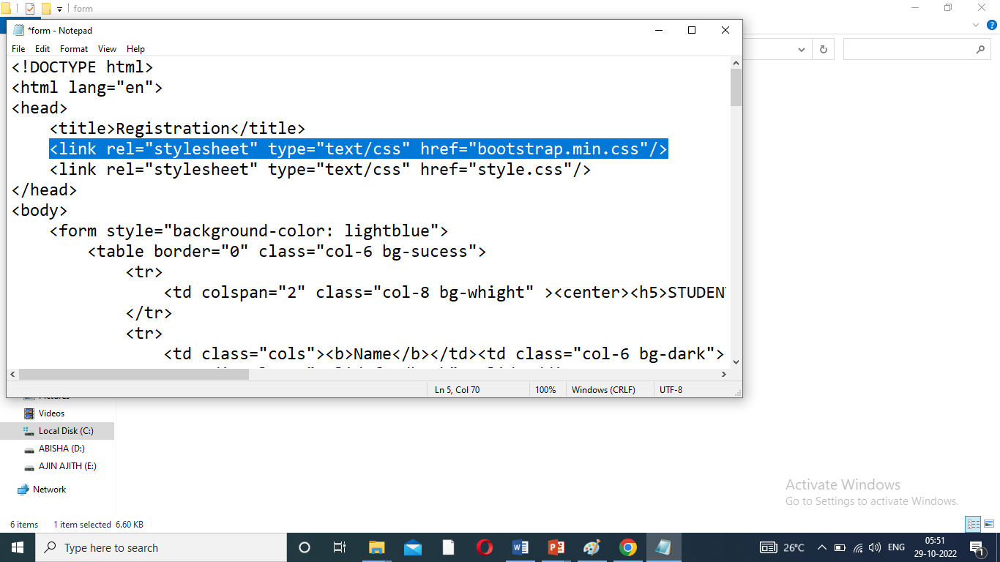 form
*form - Notepad
File Edit Format View Help
<!DOCTYPE html>
<html lang="en">
<head>
<title>Registration</title>
<link rel="stylesheet" type="text/css" href="bootstrap.min.css"/>
<link rel="stylesheet" type="text/css" href="style.css"/>
</head>
<body>
<form style="background-color: lightblue">
<table border="0" class="col-6 bg-sucess">
<tr>
<td colspan="2" class="col-8 bg-whight" ><center><h5>STUDENT
</tr>
<tr>
<td class="cols"><b>Name</b></td><td class="col-6 bg-dark">
Ln 5, Col 70 100% Windows (CRLF) UTF-8
Pictures
Videos
Local Disk (C:)
ABISHA (D:)
AJIN AJITH (E:)
Network
Activate Windows
Go to Settings to activate Windows.
6 items 1 item selected 6.60 KB
Type here to search
26°C ENG 05:51
29-10-2022
1